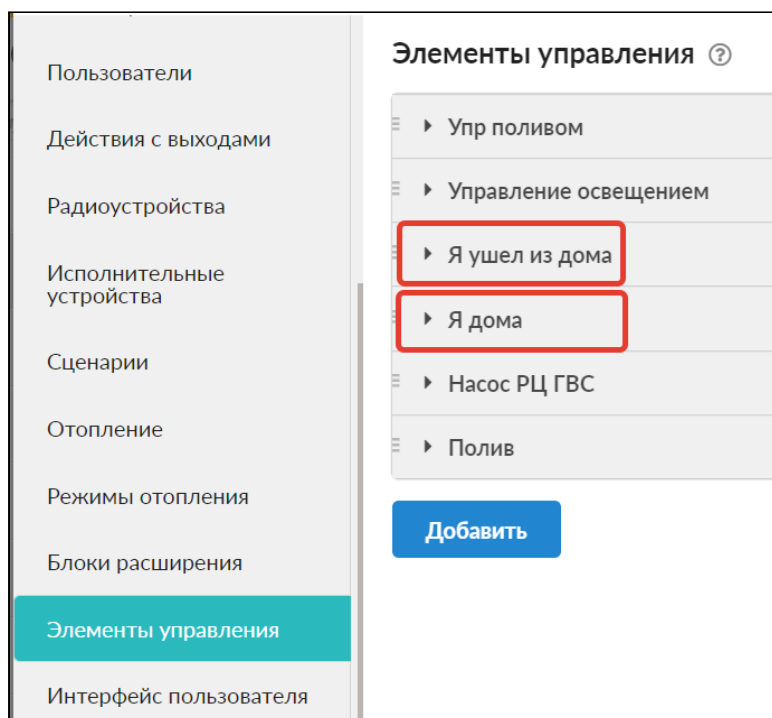 Пользователи
Действия с выходами
Радиоустройства
Исполнительные
устройства
Сценарии
Отопление
Режимы отопления
Блоки расширения
Элементы управления
Интерфейс пользователя
Элементы управления ?
Упр поливом
Управление освещением
Я ушел из дома
Я дома
Насос РЦ ГВС
Полив
Добавить